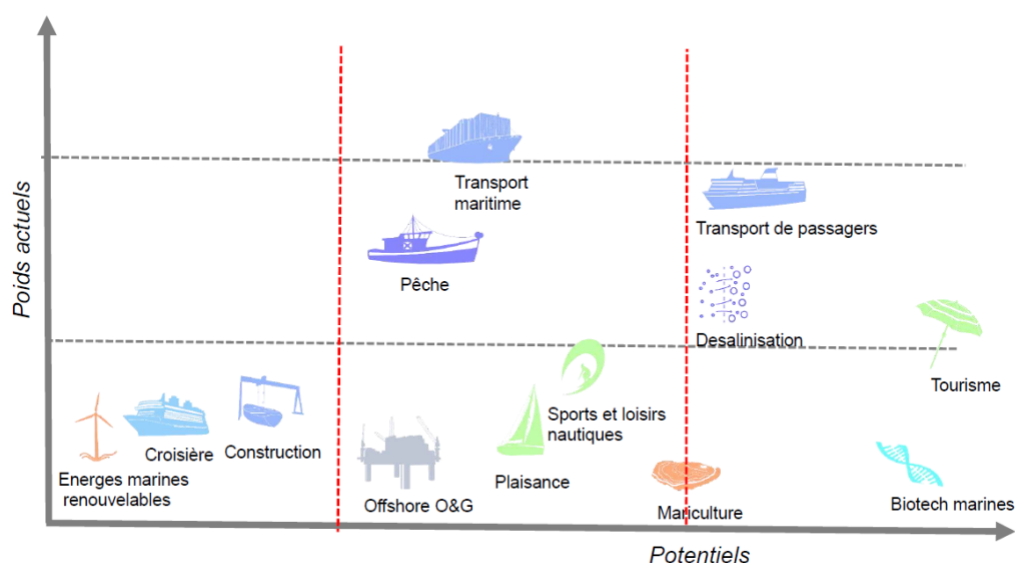 Poids actuels
Transport
maritime
Transport de passagers
Pêche
Desalinisation
Tourisme
Sports et loisirs
nautiques
Croisière
Construction
Energes marines
renouvelables
Plaisance
Offshore O&G
Mariculture
Biotech marines
Potentiels